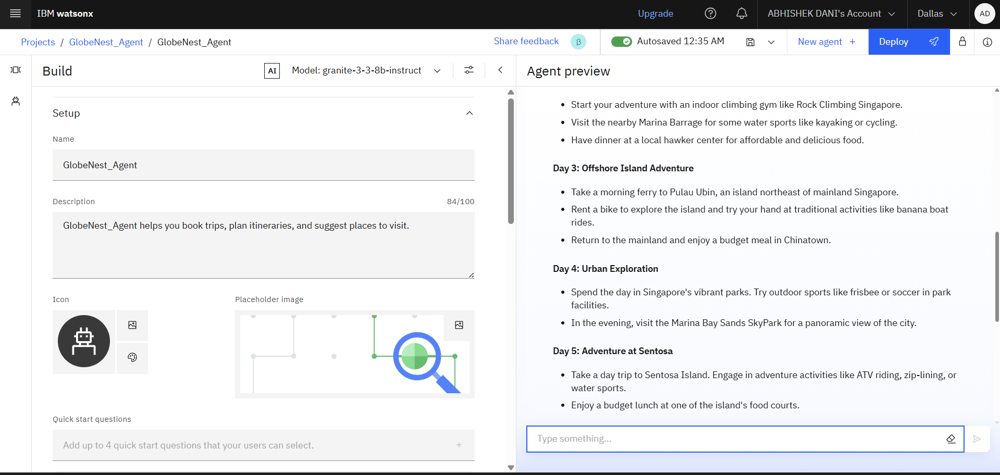 IBM watsonx
Upgrade
ABHISHEK DANI's Account
Dallas
AD
Projects / GlobeNest_Agent / GlobeNest_Agent
Share feedback
β
Autosaved 12:35 AM
New agent +
Deploy
Build
AI
Model: granite-3-3-8b-instruct
Agent preview
Setup
Name
GlobeNest_Agent
Description
84/100
GlobeNest_Agent helps you book trips, plan itineraries, and suggest places to visit.
Icon
Placeholder image
Quick start questions
Add up to 4 quick start questions that your users can select.
• Start your adventure with an indoor climbing gym like Rock Climbing Singapore.
• Visit the nearby Marina Barrage for some water sports like kayaking or cycling.
• Have dinner at a local hawker center for affordable and delicious food.
Day 3: Offshore Island Adventure
• Take a morning ferry to Pulau Ubin, an island northeast of mainland Singapore.
• Rent a bike to explore the island and try your hand at traditional activities like banana boat
rides.
• Return to the mainland and enjoy a budget meal in Chinatown.
Day 4: Urban Exploration
• Spend the day in Singapore's vibrant parks. Try outdoor sports like frisbee or soccer in park
facilities.
• In the evening, visit the Marina Bay Sands SkyPark for a panoramic view of the city.
Day 5: Adventure at Sentosa
• Take a day trip to Sentosa Island. Engage in adventure activities like ATV riding, zip-lining, or
water sports.
• Enjoy a budget lunch at one of the island's food courts.
Type something...